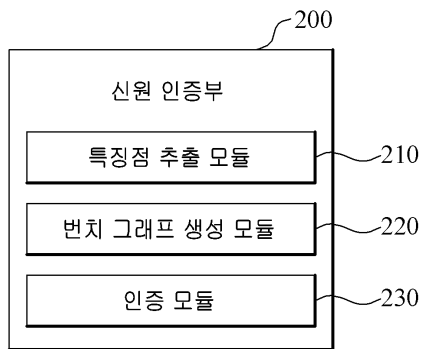 200
신원 인증부
특징점 추출 모듈 210
번치 그래프 생성 모듈 220
인증 모듈 230